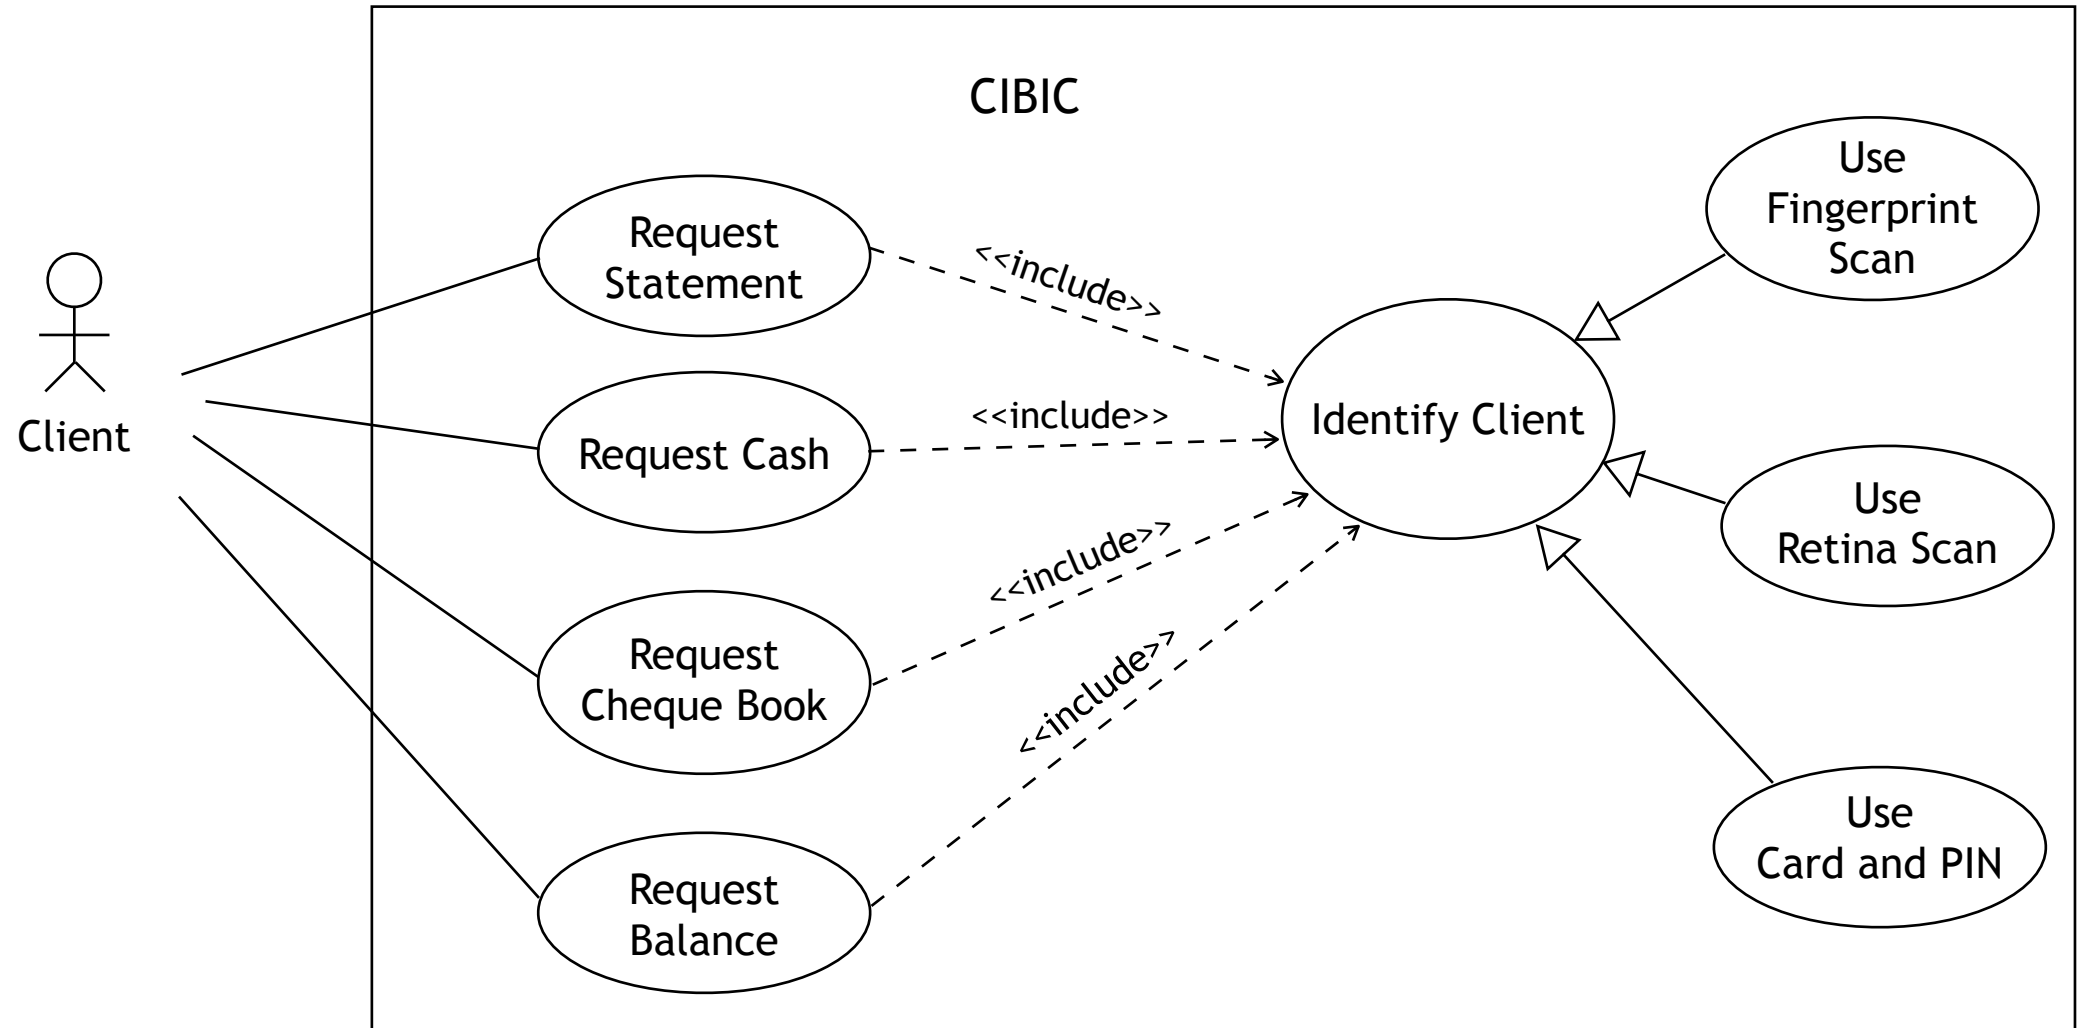 CIBIC
Client
Request
Statement
Request Cash
Request
Cheque Book
Request
Balance
<<include>>
<<include>>
<<include>>
<<include>>
Identify Client
Use
Fingerprint
Scan
Use
Retina Scan
Use
Card and PIN